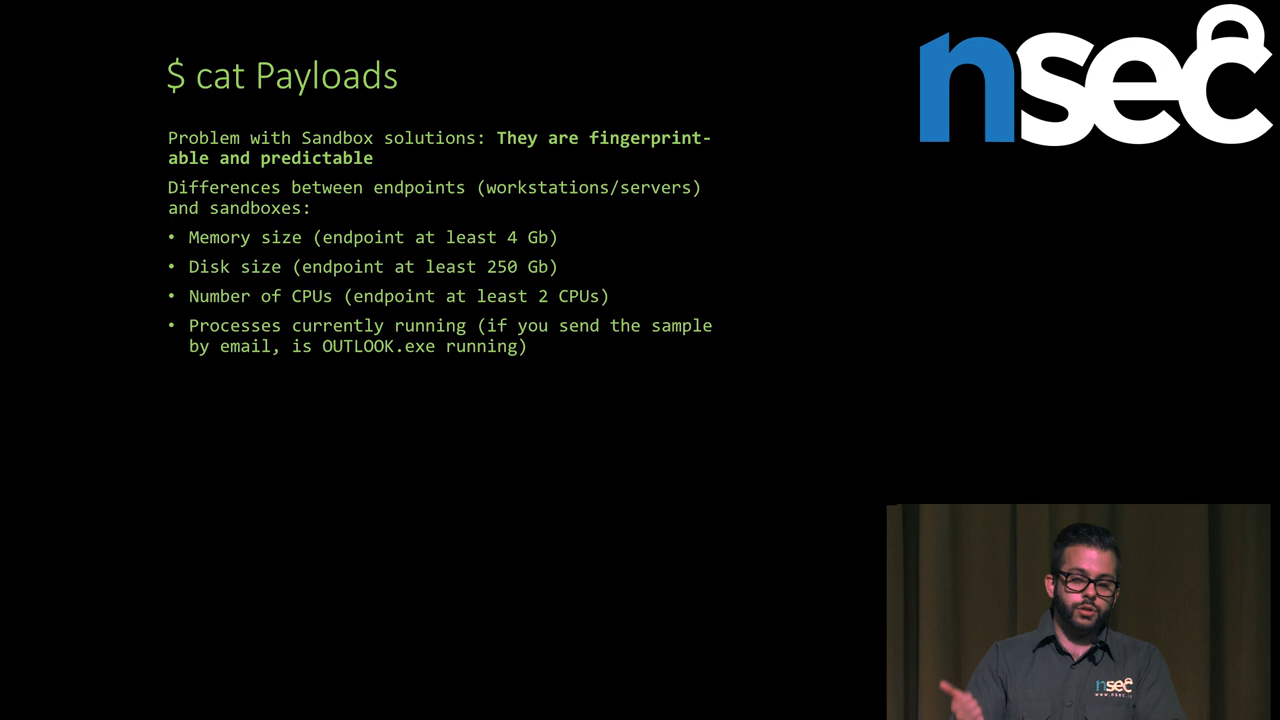 $ cat Payloads
nsec
Problem with Sandbox solutions: They are fingerprint-
able and predictable
Differences between endpoints (workstations/servers)
and sandboxes:
• Memory size (endpoint at least 4 Gb)
• Disk size (endpoint at least 250 Gb)
• Number of CPUs (endpoint at least 2 CPUs)
• Processes currently running (if you send the sample
by email, is OUTLOOK.exe running)
nsec